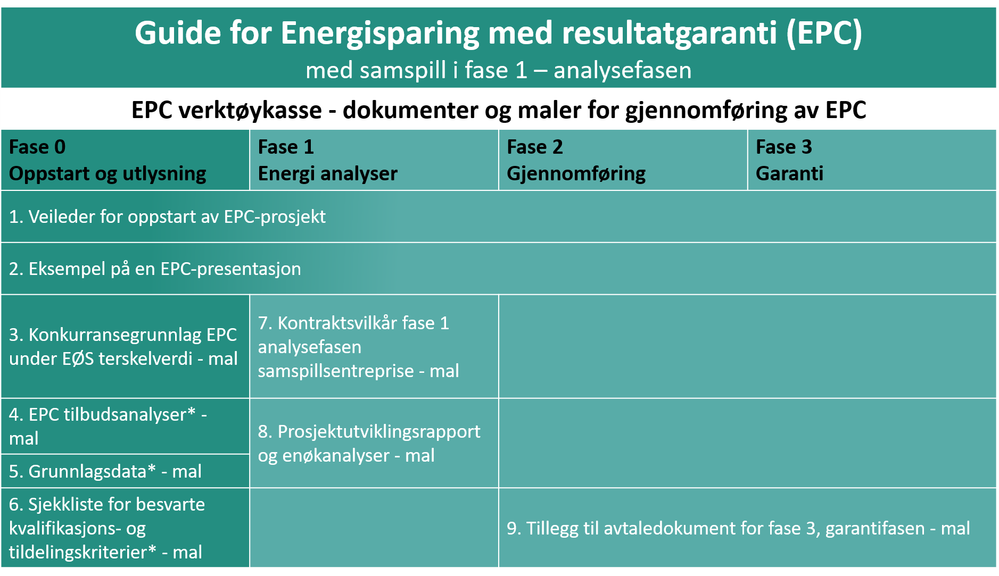 Guide for Energisparing med resultatgaranti (EPC)
med samspill i fase 1 – analysefasen
EPC verktøykasse - dokumenter og maler for gjennomføring av EPC
Fase 0
Oppstart og utlysning
Fase 1
Energi analyser
Fase 2
Gjennomføring
Fase 3
Garanti
1. Veileder for oppstart av EPC-prosjekt
2. Eksempel på en EPC-presentasjon
3. Konkurransegrunnlag EPC
under EØS terskelverdi - mal
7. Kontraktsvilkår fase 1
analysefasen
samspillsentreprise - mal
4. EPC tilbudsanalyser* -
mal
8. Prosjektutviklingsrapport
og enøkanalyser - mal
5. Grunnlagsdata* - mal
6. Sjekkliste for besvarte
kvalifikasjons- og
tildelingskriterier* - mal
9. Tillegg til avtaledokument for fase 3, garantifasen - mal